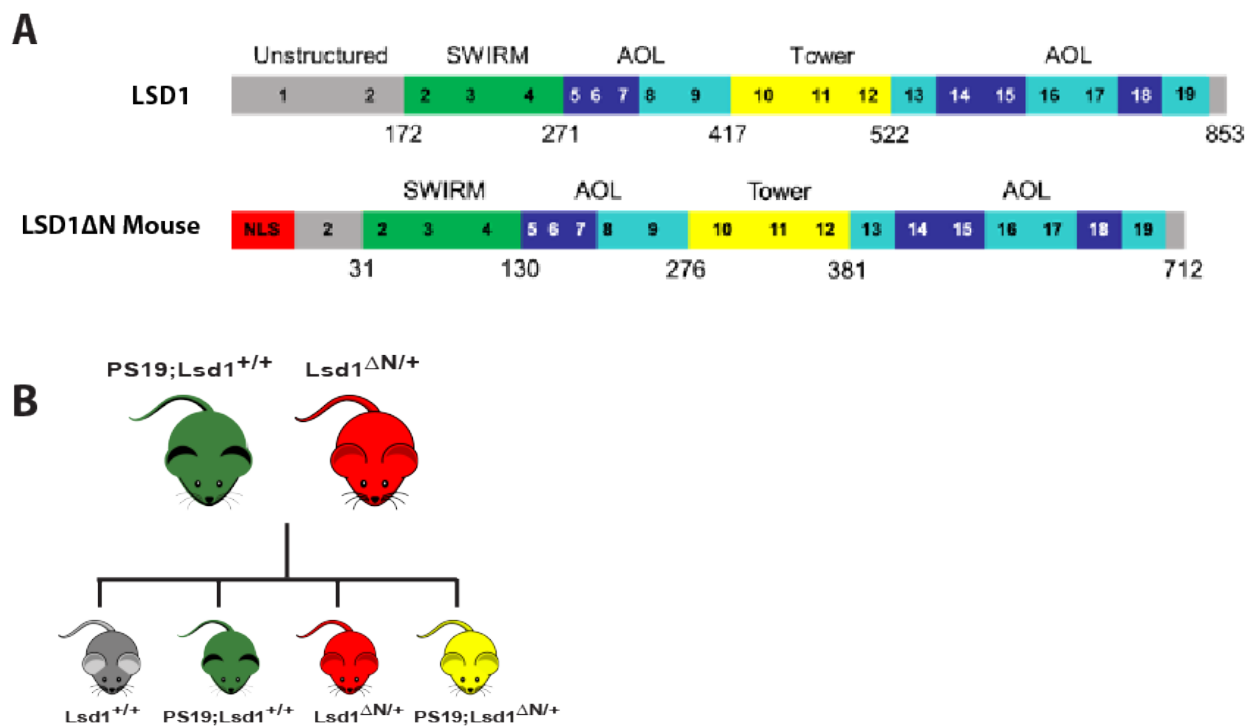 A
Unstructured SWIRM AOL Tower AOL
LSD1 1 2 2 3 4 5 6 7 8 9 10 11 12 13 14 15 16 17 18 19
172 271 417 522 853
SWIRM AOL Tower AOL
LSD1ΔN Mouse NLS 2 2 3 4 5 6 7 8 9 10 11 12 13 14 15 16 17 18 19
31 130 276 381 712
B
PS19;Lsd1+/+ Lsd1ΔN/+
Lsd1+/+ PS19;Lsd1+/+ Lsd1ΔN/+ PS19;Lsd1ΔN/+